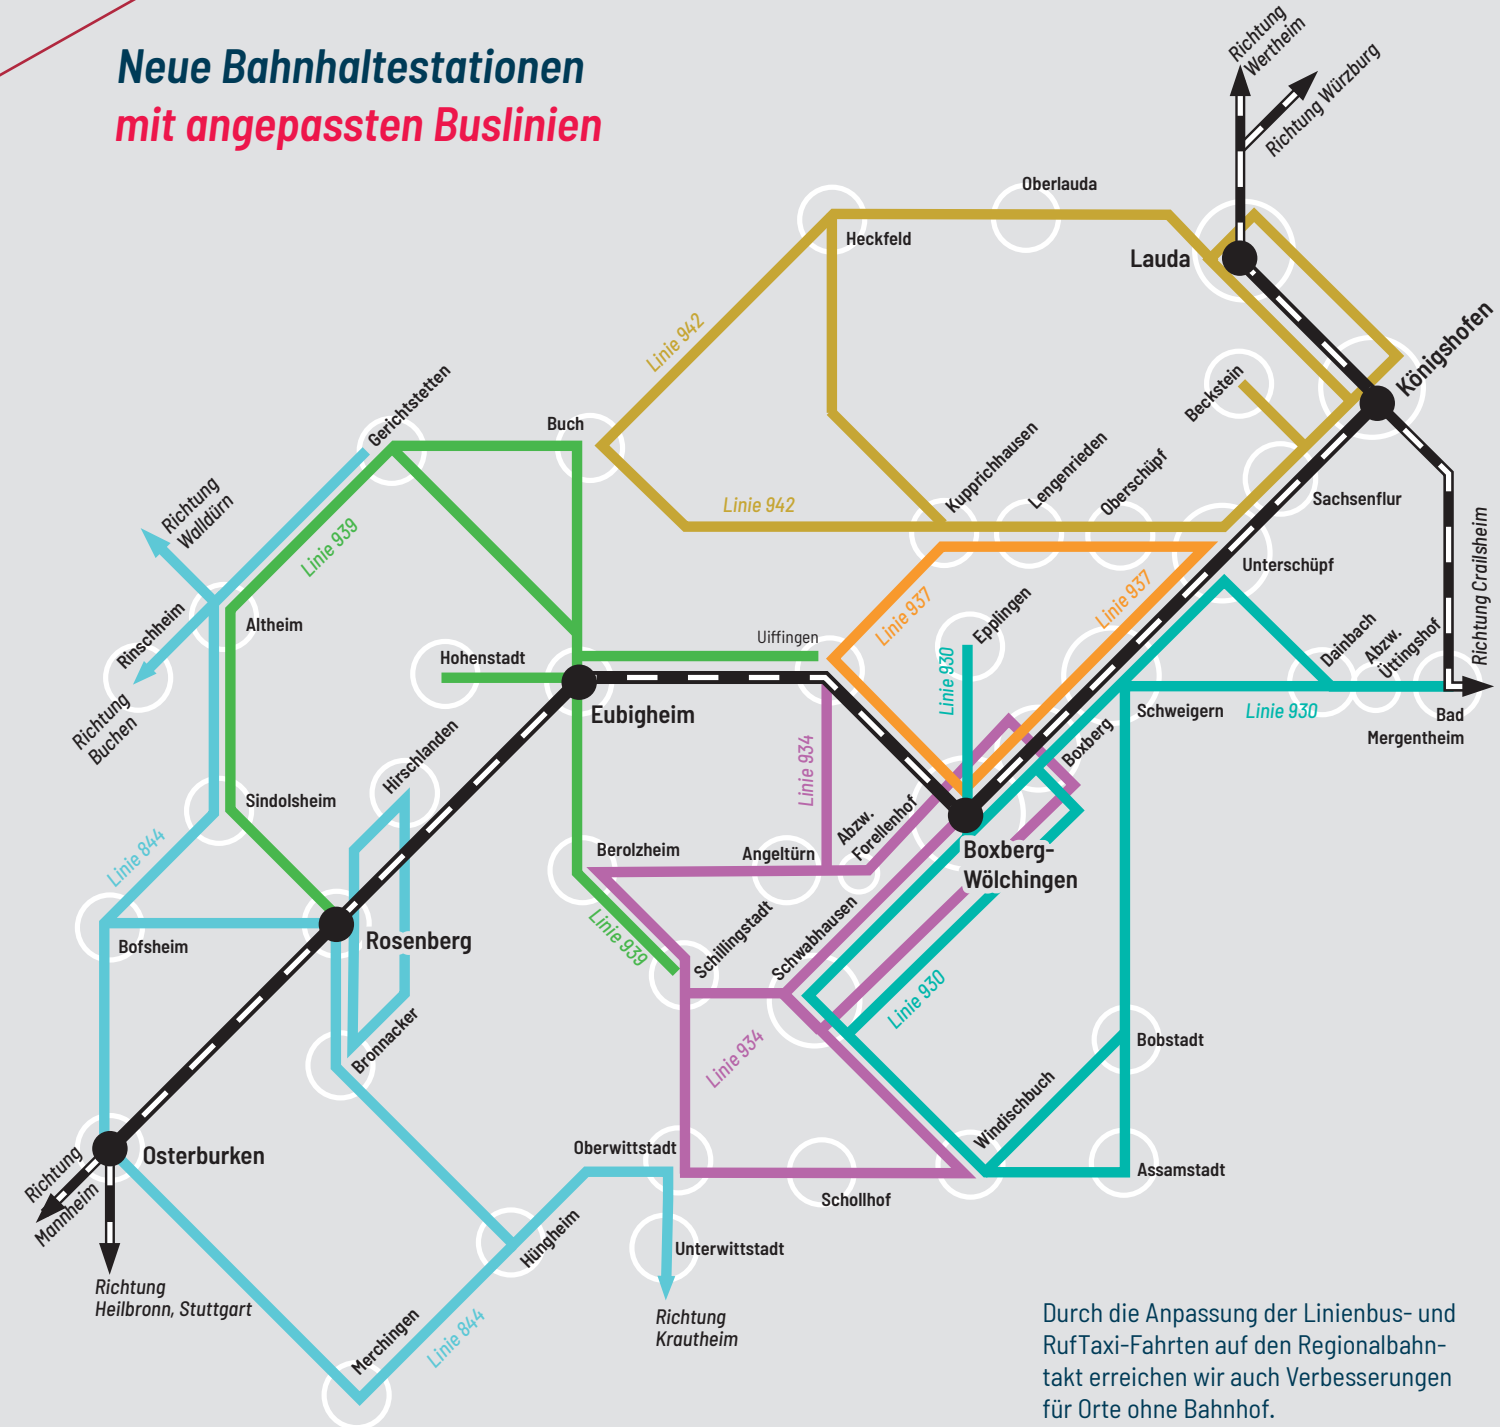 Neue Bahnhaltestationen
mit angepassten Buslinien
Richtung
Wertheim
Richtung Würzburg
Oberlauda
Heckfeld
Lauda
Königshofen
Linie 942
Beckstein
Gerichtstetten
Buch
Kupprichhausen
Lengenrieden
Oberschüpf
Linie 942
Sachsenflur
Richtung
Walldürn
Linie 939
Unterschüpf
Richtung Crailsheim
Linie 937
Linie 937
Epplingen
Rinschheim
Altheim
Uiffingen
Hohenstadt
Linie 930
Dainbach
Abzw.
Üttingshof
Richtung
Buchen
Eubigheim
Schweigern
Linie 930
Bad
Mergentheim
Hirschlanden
Boxberg
Linie 934
Sindolsheim
Linie 844
Berolzheim
Angeltürn
Abzw.
Forellenhof
Boxberg-
Wölchingen
Bofsheim
Rosenberg
Linie 939
Schillingstadt
Schwabhausen
Linie 930
Bronnacker
Linie 934
Bobstadt
Windischbuch
Osterburken
Oberwittstadt
Assamstadt
Schollhof
Richtung
Mannheim
Hüngheim
Unterwittstadt
Richtung
Heilbronn, Stuttgart
Merchingen
Linie 844
Richtung
Krautheim
Durch die Anpassung der Linienbus- und
RufTaxi-Fahrten auf den Regionalbahn-
takt erreichen wir auch Verbesserungen
für Orte ohne Bahnhof.